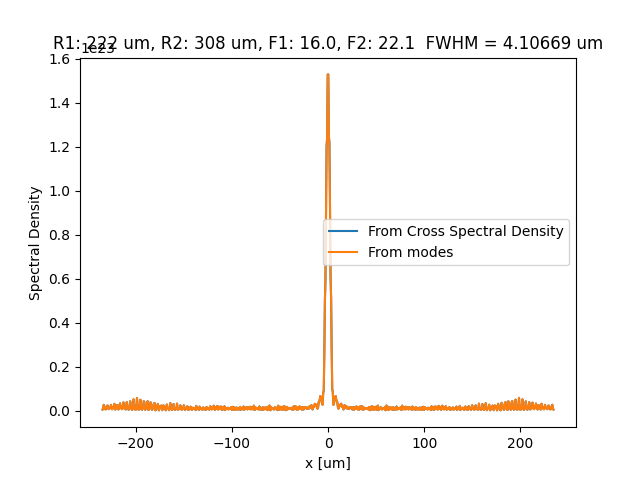 R1: 222 um, R2: 308 um, F1: 16.0, F2: 22.1  FWHM = 4.10669 um
1e23
1.6
1.4
1.2
1.0
0.8
0.6
0.4
0.2
0.0
Spectral Density
From Cross Spectral Density
From modes
−200
−100
0
100
200
x [um]